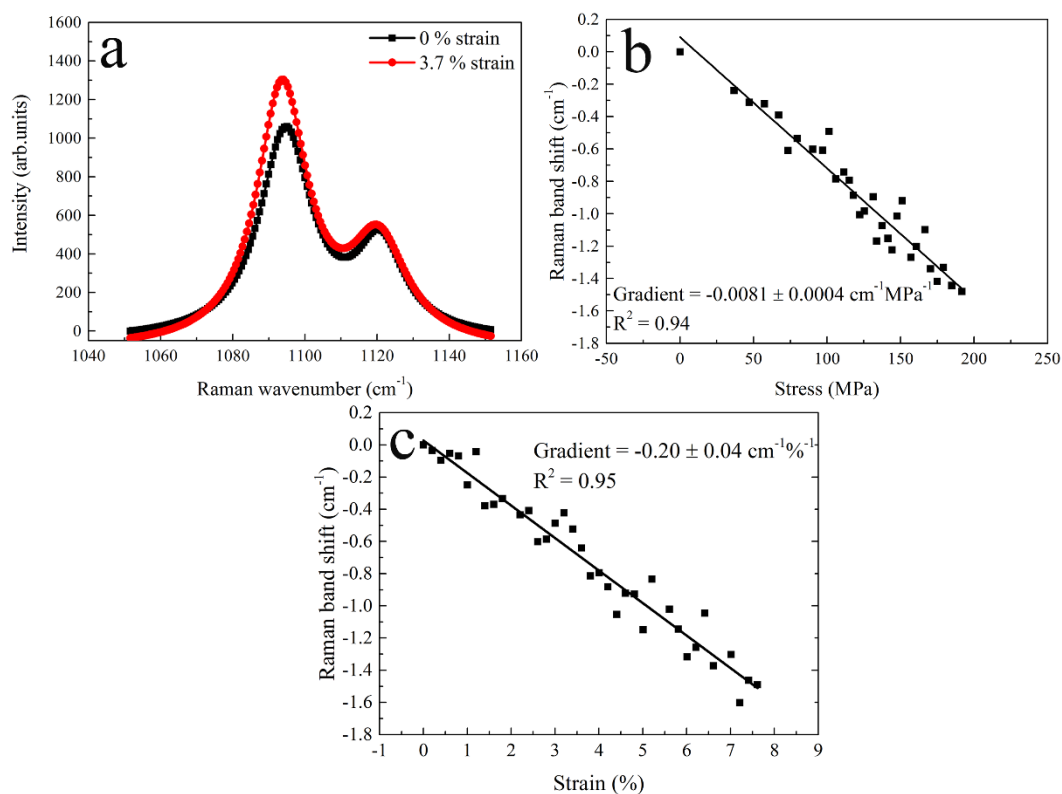 a
0 % strain
3.7 % strain
Intensity (arb.units)
1600
1400
1200
1000
800
600
400
200
0
1040 1060 1080 1100 1120 1140 1160
Raman wavenumber (cm⁻¹)
b
Raman band shift (cm⁻¹)
0.2
0.0
-0.2
-0.4
-0.6
-0.8
-1.0
-1.2
-1.4
-1.6
-1.8
Gradient = -0.0081 ± 0.0004 cm⁻¹MPa⁻¹
R² = 0.94
-50 0 50 100 150 200 250
Stress (MPa)
c
Raman band shift (cm⁻¹)
0.2
0.0
-0.2
-0.4
-0.6
-0.8
-1.0
-1.2
-1.4
-1.6
-1.8
Gradient = -0.20 ± 0.04 cm⁻¹%⁻¹
R² = 0.95
-1 0 1 2 3 4 5 6 7 8 9
Strain (%)